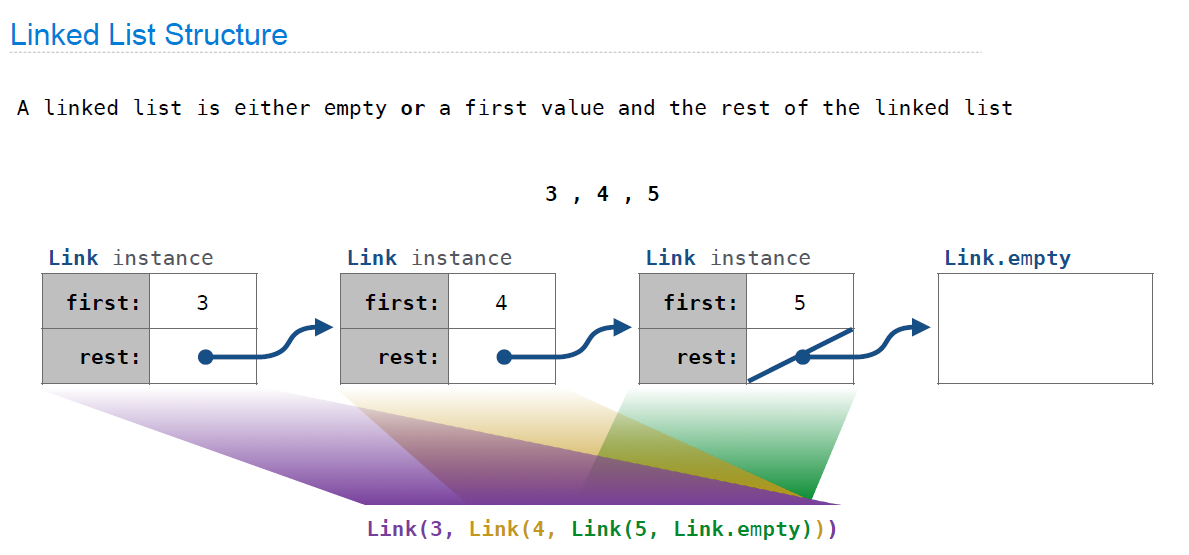 Linked List Structure
A linked list is either empty or a first value and the rest of the linked list
3 , 4 , 5
Link instance Link instance Link instance Link.empty
first: 3 first: 4 first: 5
rest: rest: rest:
Link(3, Link(4, Link(5, Link.empty)))